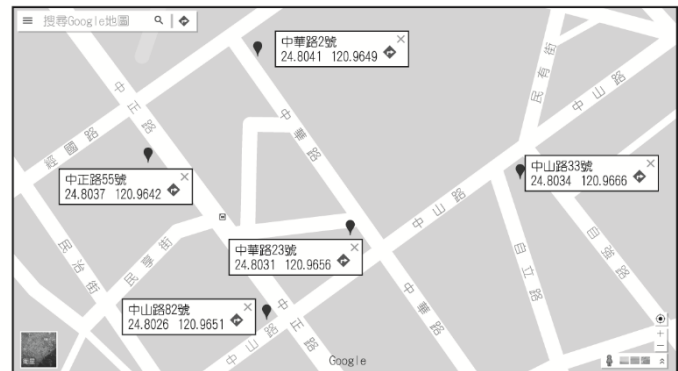 搜尋Google地圖
中華路2號
24.8041 120.9649
民有街
中山路
中正路
中華路
經國路
中正路55號
24.8037 120.9642
中山路33號
24.8034 120.9666
中山路
中華路23號
24.8031 120.9656
民治街
民享街
自立路
自強路
中山路82號
24.8026 120.9651
中正路
中華路
中山路
Google